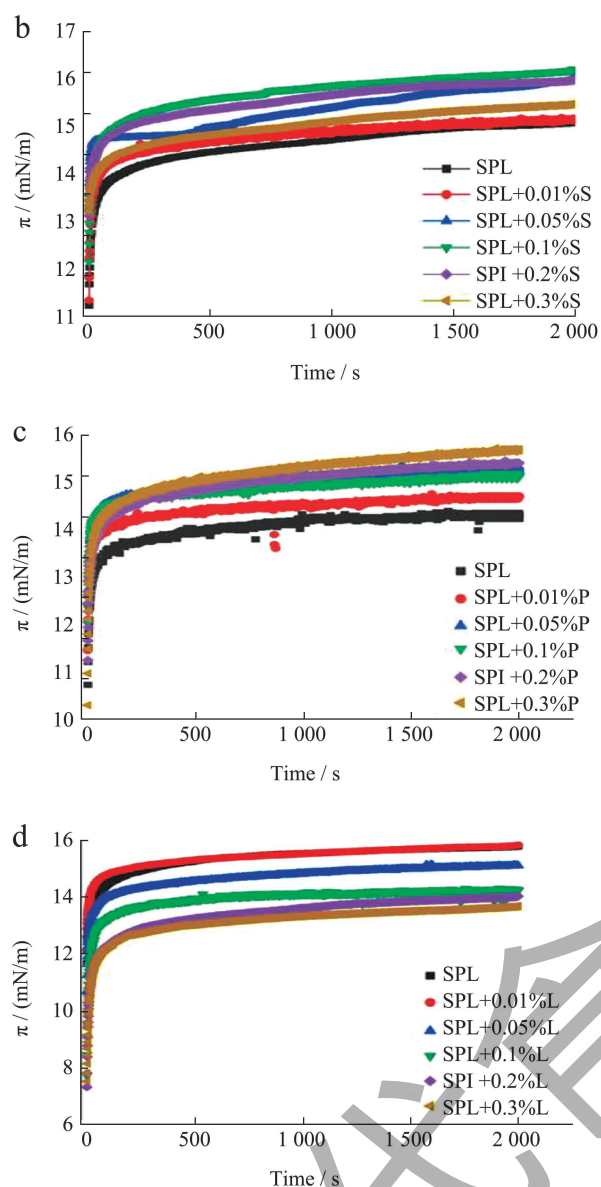 b
17
16
15
14
13
12
11
π / (mN/m)
0
500
1 000
1 500
2 000
Time / s
SPL
SPL+0.01%S
SPL+0.05%S
SPL+0.1%S
SPI +0.2%S
SPL+0.3%S
c
16
15
14
13
12
11
10
π / (mN/m)
0
500
1 000
1 500
2 000
Time / s
SPL
SPL+0.01%P
SPL+0.05%P
SPL+0.1%P
SPI +0.2%P
SPL+0.3%P
d
16
14
12
10
8
6
π / (mN/m)
0
500
1 000
1 500
2 000
Time / s
SPL
SPL+0.01%L
SPL+0.05%L
SPL+0.1%L
SPI +0.2%L
SPL+0.3%L